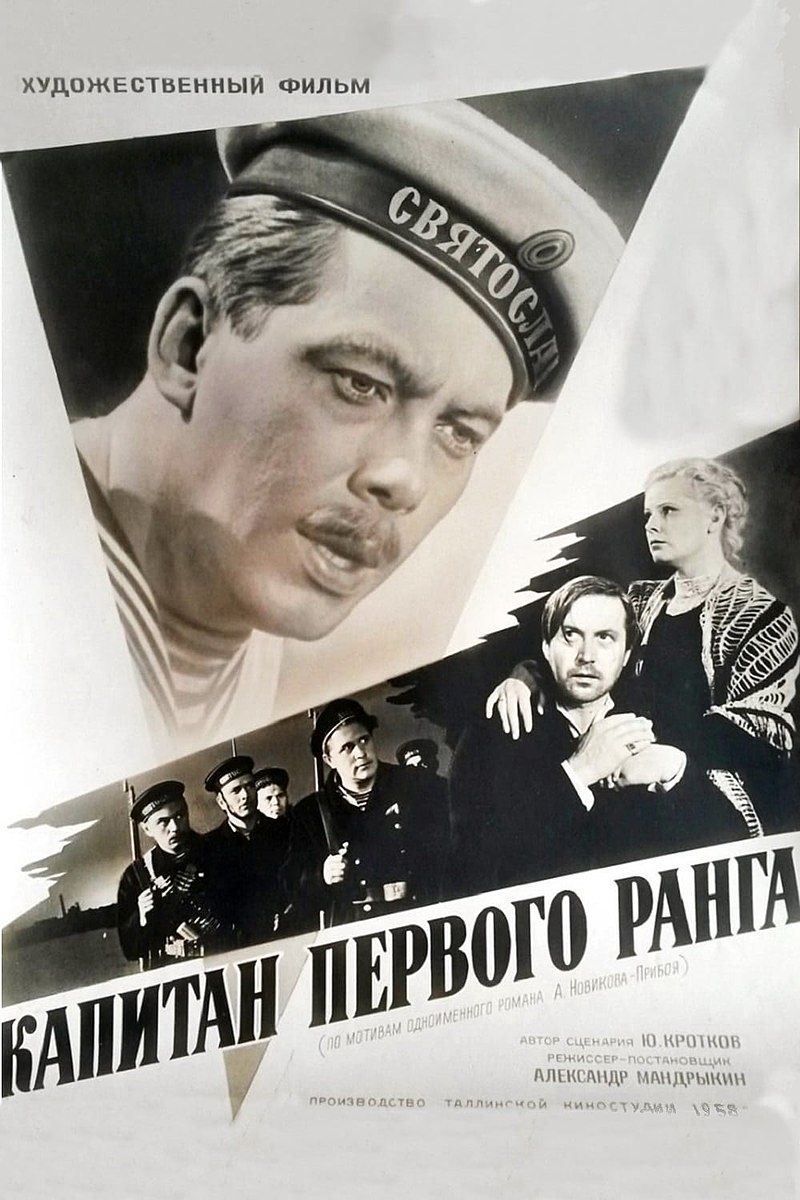 ХУДОЖЕСТВЕННЫЙ ФИЛЬМ
СВЯТОСЛАВ
КАПИТАН ПЕРВОГО РАНГА
(ПО МОТИВАМ ОДНОИМЕННОГО РОМАНА А. НОВИКОВА-ПРИБОЯ)
АВТОР СЦЕНАРИЯ Ю. КРОТКОВ
РЕЖИССЕР-ПОСТАНОВЩИК
АЛЕКСАНДР МАНДРЫКИН
ПРОИЗВОДСТВО ТАЛЛИНСКОЙ КИНОСТУДИИ 1958